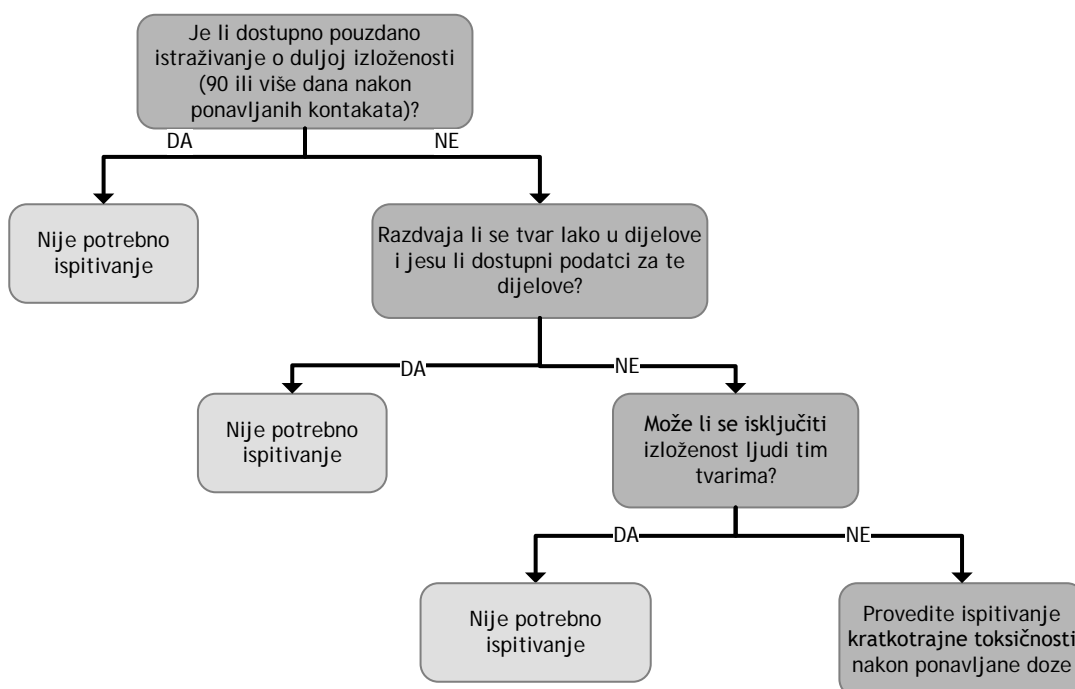 Je li dostupno pouzdano
istraživanje o duljoj izloženosti
(90 ili više dana nakon
ponavljanih kontakata)?
DA
NE
Nije potrebno
ispitivanje
Razdvaja li se tvar lako u dijelove
i jesu li dostupni podatci za te
dijelove?
DA
NE
Nije potrebno
ispitivanje
Može li se isključiti
izloženost ljudi tim
tvarima?
DA
NE
Nije potrebno
ispitivanje
Provedite ispitivanje
kratkotrajne toksičnosti
nakon ponavljane doze